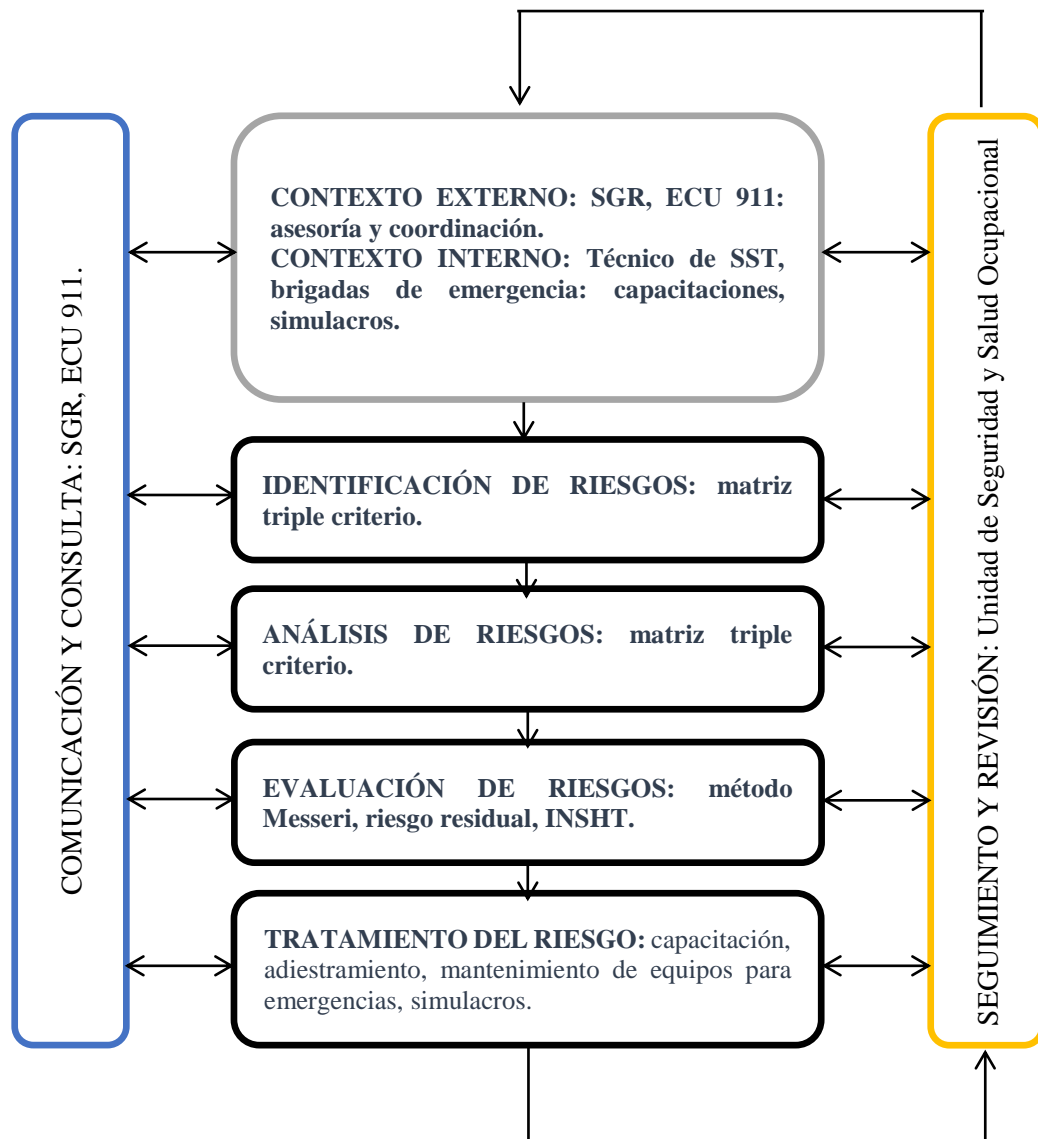 COMUNICACIÓN Y CONSULTA: SGR, ECU 911.
CONTEXTO EXTERNO: SGR, ECU 911:
asesoría y coordinación.
CONTEXTO INTERNO: Técnico de SST,
brigadas de emergencia: capacitaciones,
simulacros.
IDENTIFICACIÓN DE RIESGOS: matriz
triple criterio.
ANÁLISIS DE RIESGOS: matriz triple
criterio.
EVALUACIÓN DE RIESGOS: método
Messeri, riesgo residual, INSHT.
TRATAMIENTO DEL RIESGO: capacitación,
adiestramiento, mantenimiento de equipos para
emergencias, simulacros.
SEGUIMIENTO Y REVISIÓN: Unidad de Seguridad y Salud Ocupacional